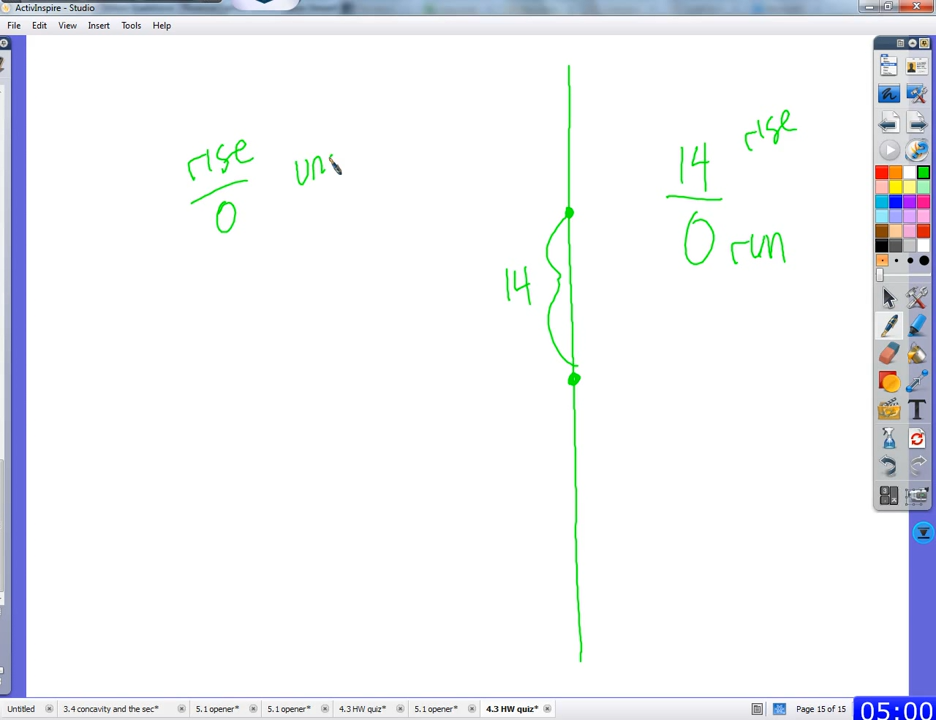 ActivInspire - Studio
File Edit View Insert Tools Help
rise
0
un
14
14
0
rise
run
T
Untitled 3.4 concavity and the sec* 5.1 opener* 5.1 opener* 4.3 HW quiz* 5.1 opener* 4.3 HW quiz* Page 15 of 15
05:00